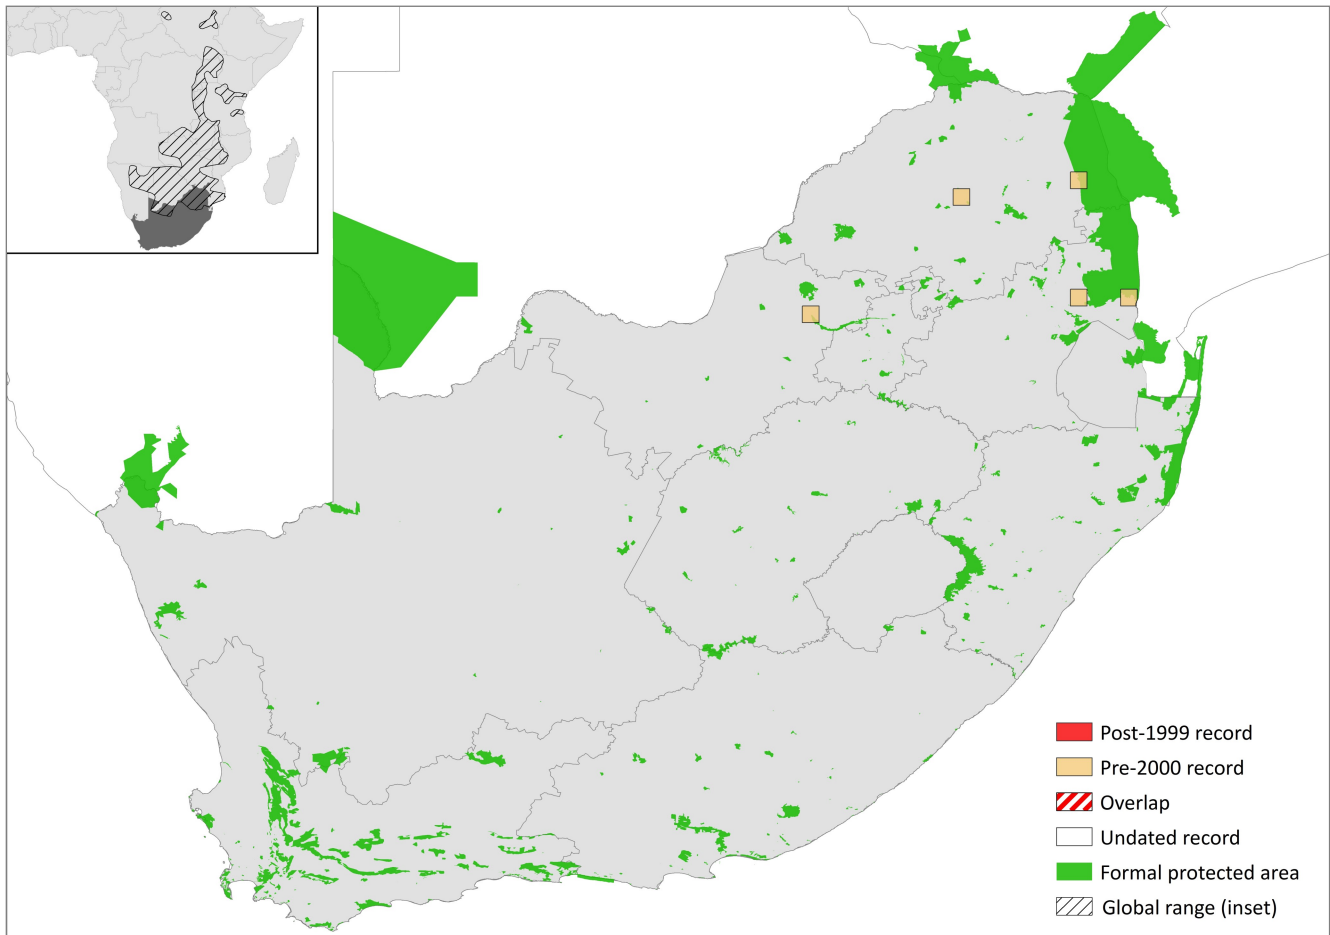 Post-1999 record
Pre-2000 record
Overlap
Undated record
Formal protected area
Global range (inset)